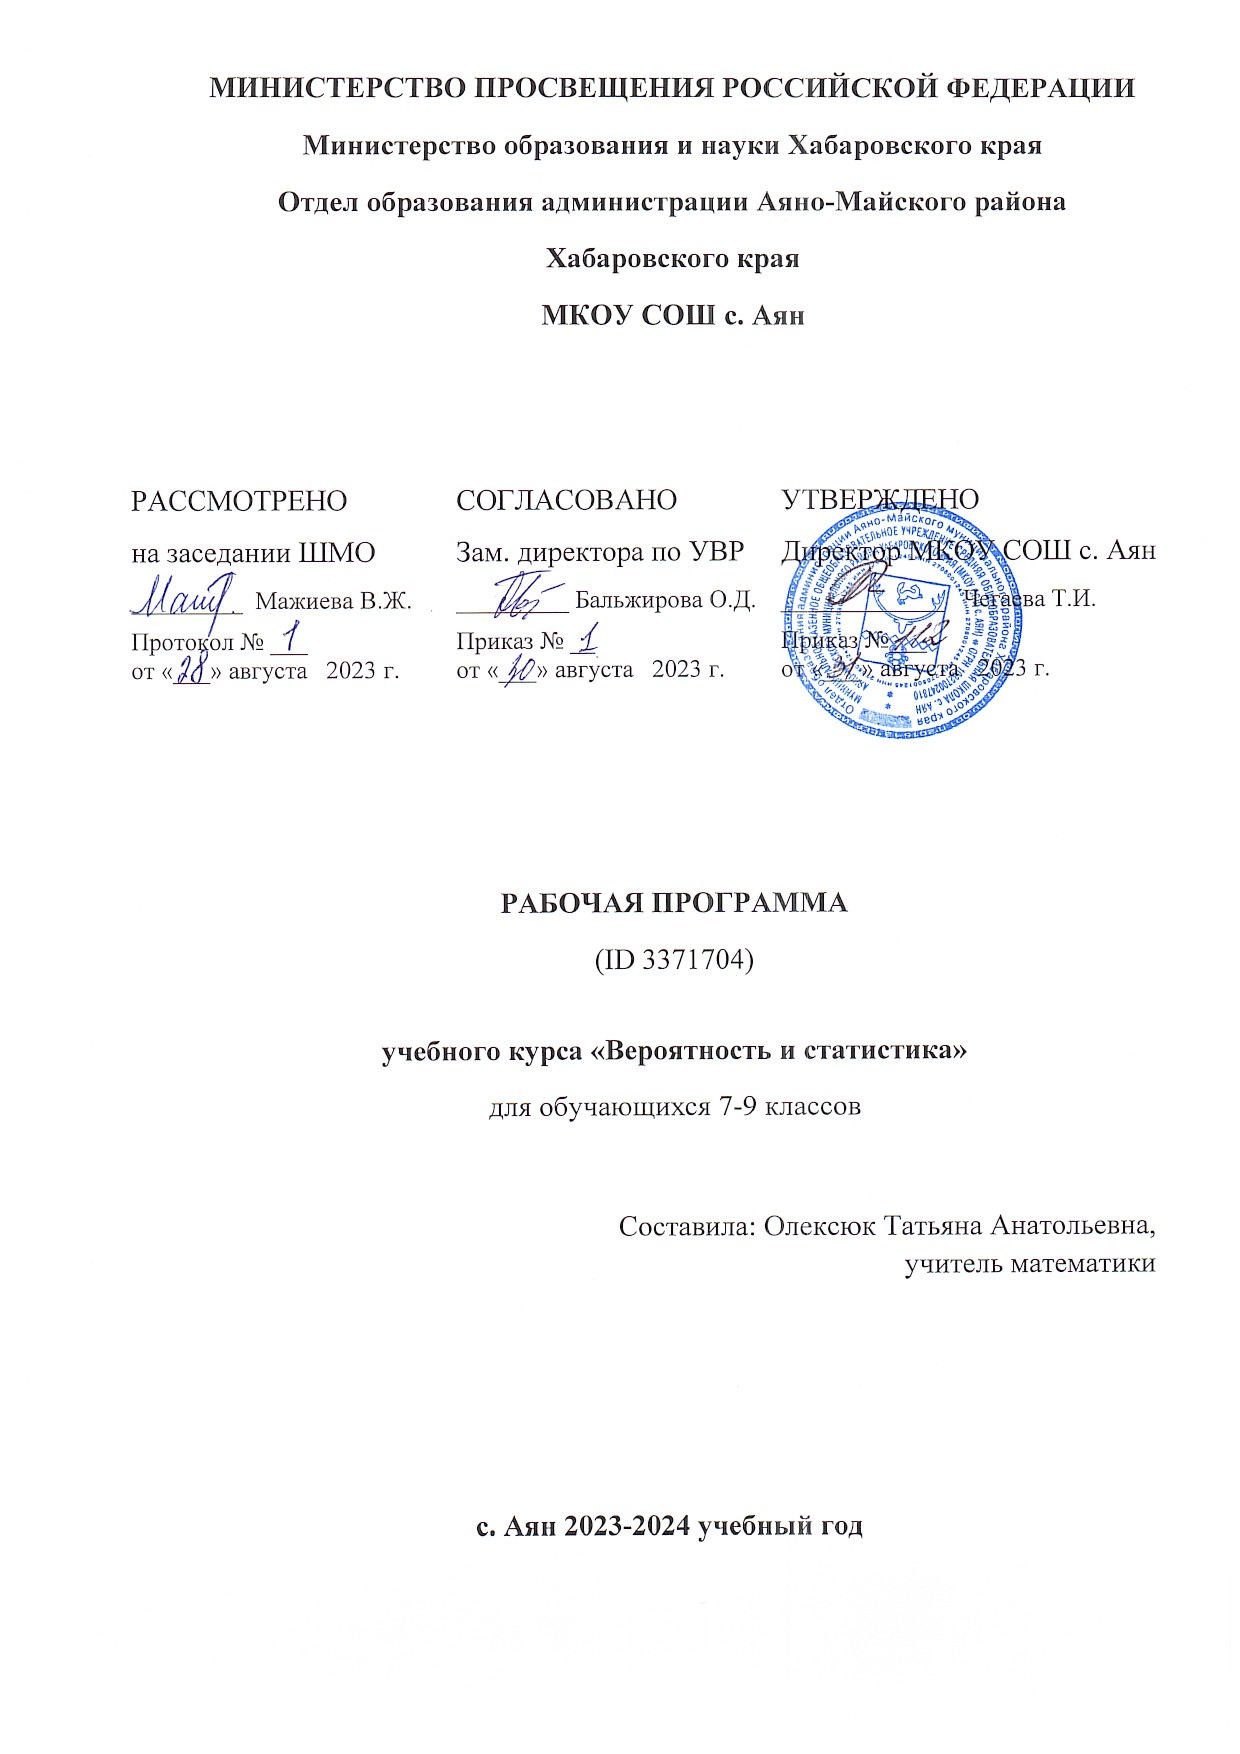 МИНИСТЕРСТВО ПРОСВЕЩЕНИЯ РОССИЙСКОЙ ФЕДЕРАЦИИ
Министерство образования и науки Хабаровского края
Отдел образования администрации Аяно-Майского района
Хабаровского края
МКОУ СОШ с. Аян
РАССМОТРЕНО
на заседании ШМО
Мажиева В.Ж.
Протокол № 1
от «28» августа 2023 г.
СОГЛАСОВАНО
Зам. директора по УВР
Бальжирова О.Д.
Приказ № 1
от «30» августа 2023 г.
УТВЕРЖДЕНО
Директор МКОУ СОШ с. Аян
Т.И.
Приказ №
от «31» августа 2023 г.
РАБОЧАЯ ПРОГРАММА
(ID 3371704)
учебного курса «Вероятность и статистика»
для обучающихся 7-9 классов
Составила: Олексюк Татьяна Анатольевна,
учитель математики
с. Аян 2023-2024 учебный год